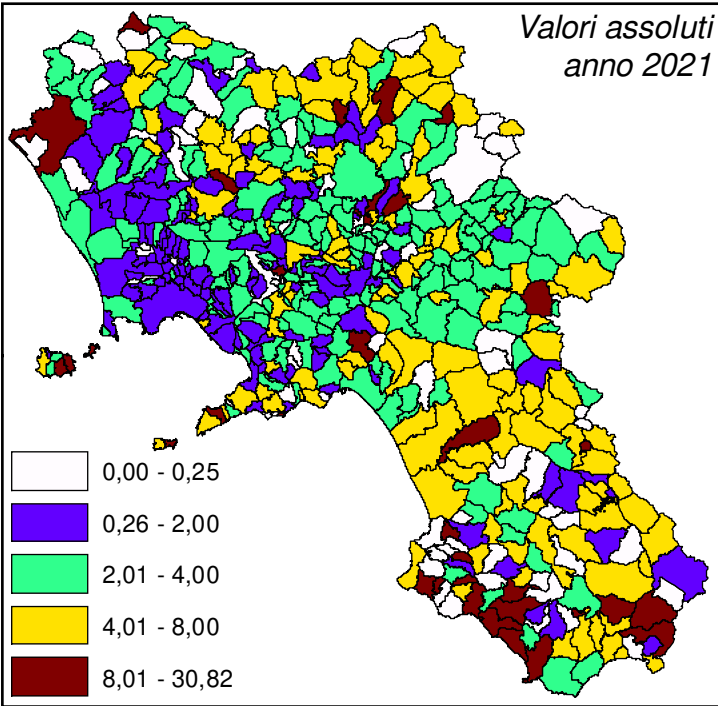 Valori assoluti
anno 2021
0,00 - 0,25
0,26 - 2,00
2,01 - 4,00
4,01 - 8,00
8,01 - 30,82